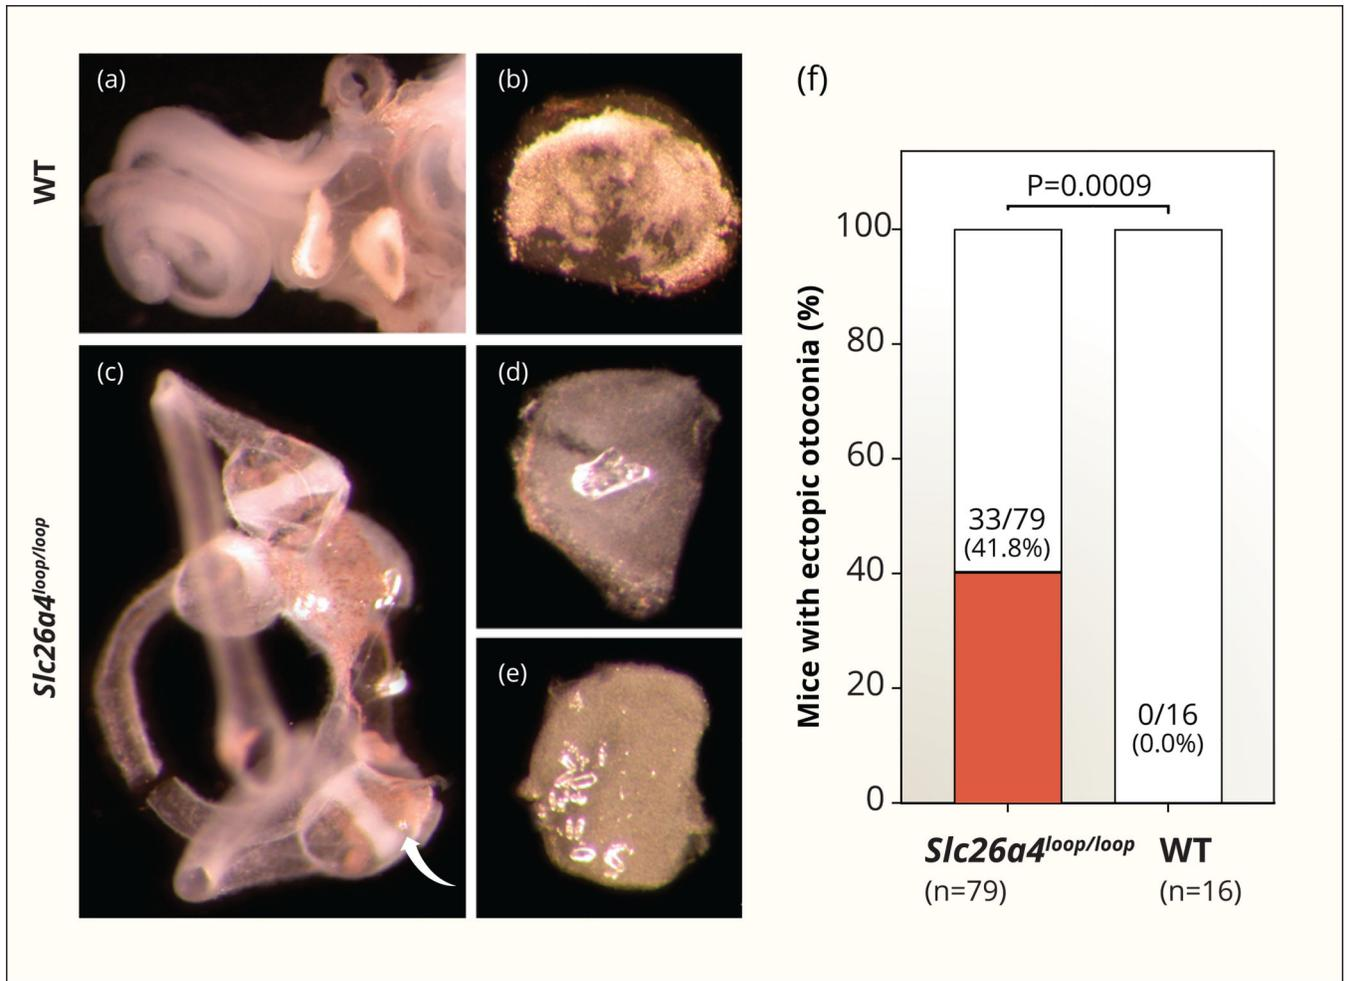 WT
Slc26a4loop/loop
(a)
(b)
(c)
(d)
(e)
(f)
P=0.0009
Mice with ectopic otoconia (%)
100
80
60
40
20
0
33/79
(41.8%)
0/16
(0.0%)
Slc26a4loop/loop WT
(n=79) (n=16)